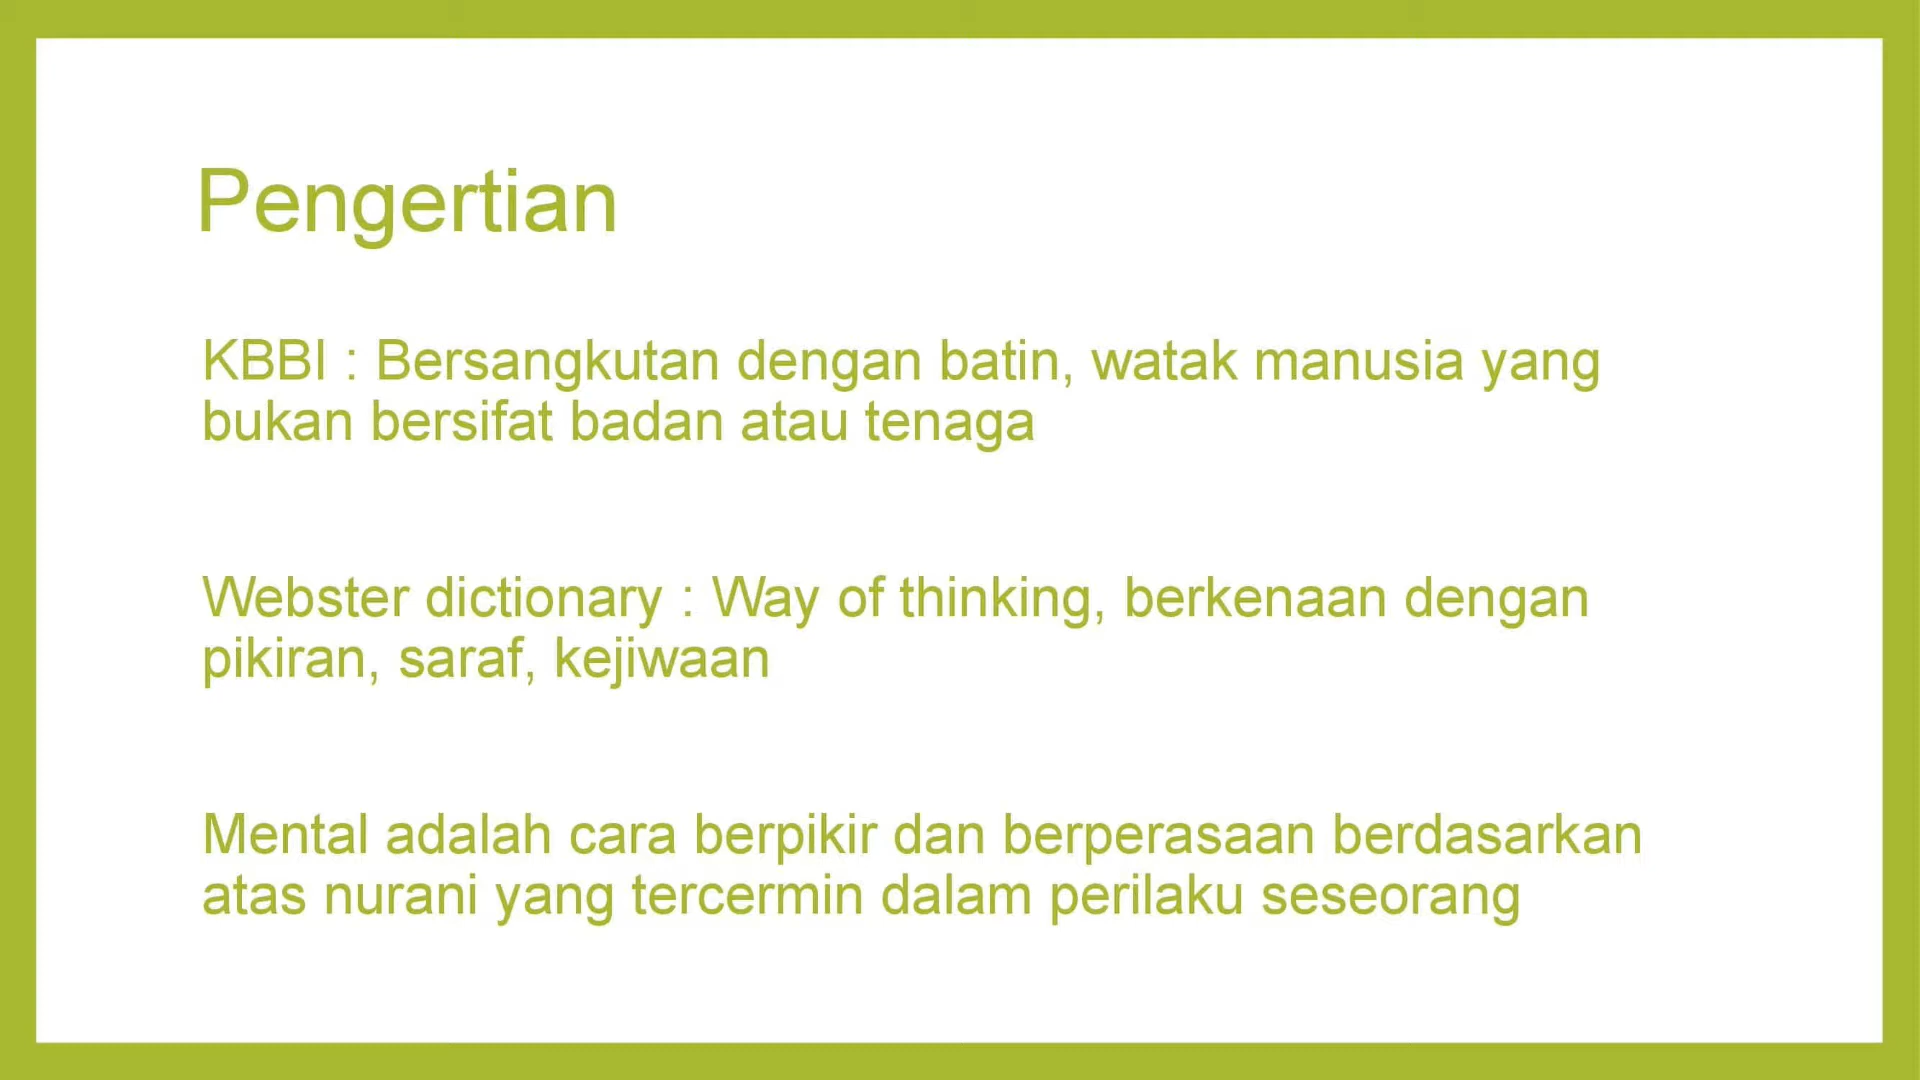 Pengertian
KBBI : Bersangkutan dengan batin, watak manusia yang
bukan bersifat badan atau tenaga
Webster dictionary : Way of thinking, berkenaan dengan
pikiran, saraf, kejiwaan
Mental adalah cara berpikir dan berperasaan berdasarkan
atas nurani yang tercermin dalam perilaku seseorang